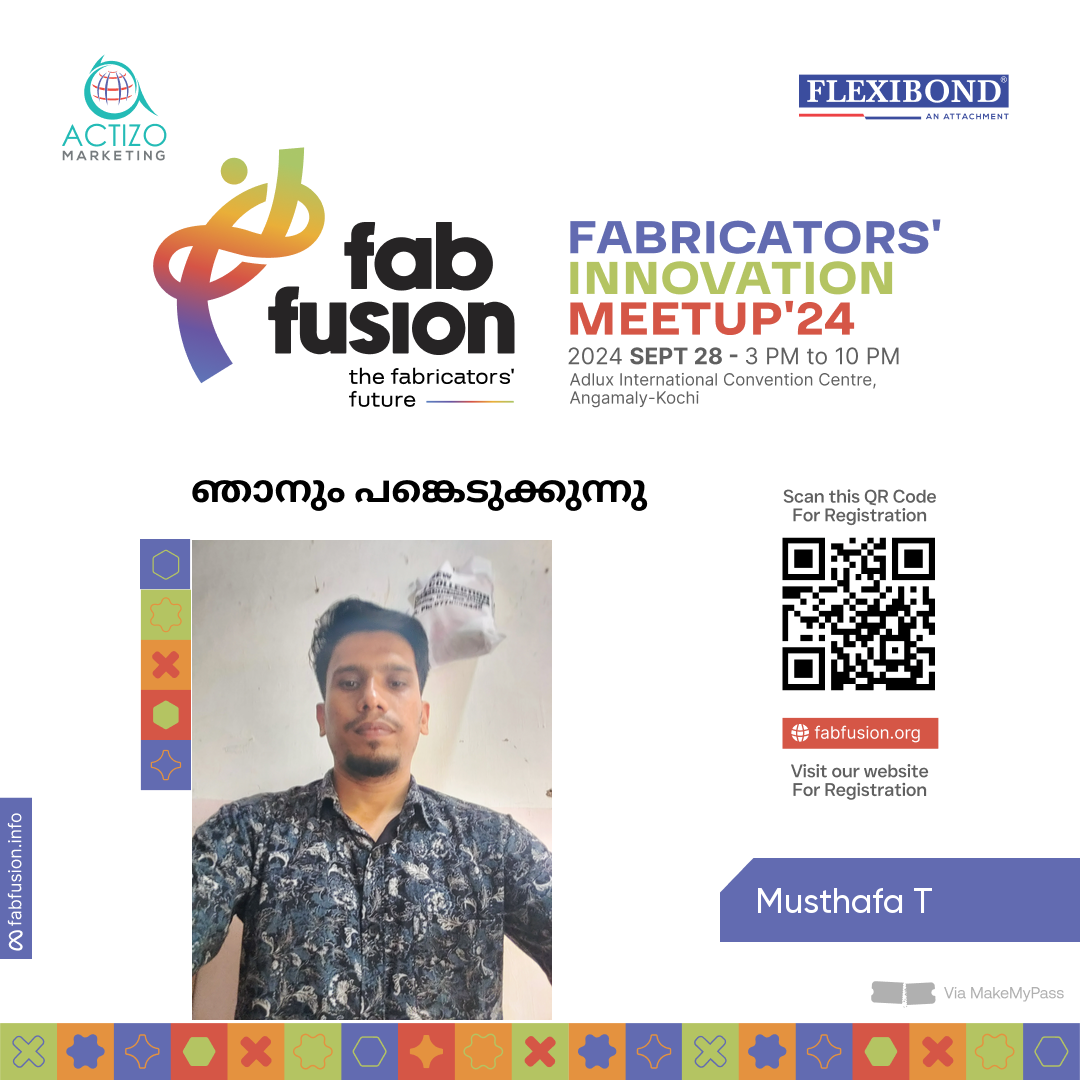 ACTIZO
MARKETING
FLEXIBOND®
AN ATTACHMENT
fab
fusion
the fabricators'
future
FABRICATORS'
INNOVATION
MEETUP'24
2024 SEPT 28 - 3 PM to 10 PM
Adlux International Convention Centre,
Angamaly-Kochi
ഞാനും പങ്കെടുക്കുന്നു
Scan this QR Code
For Registration
COLLECTION
fabfusion.org
Visit our website
For Registration
fabfusion.info
Musthafa T
Via MakeMyPass